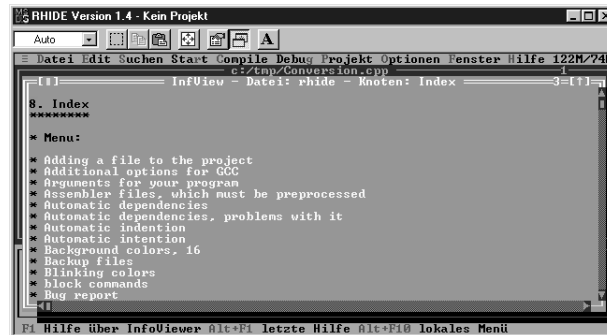 RHIDE Version 1.4 - Kein Projekt
Auto
A
≡ Datei Edit Suchen Start Compile Debug Projekt Optionen Fenster Hilfe 122M/74
c:/tmp/Conversion.cpp 1
[■] InfView - Datei: rhide - Knoten: Index 3=[↑]
8. Index
********
* Menu:
* Adding a file to the project
* Additional options for GCC
* Arguments for your program
* Assembler files, which must be preprocessed
* Automatic dependencies
* Automatic dependencies, problems with it
* Automatic indention
* Automatic intention
* Background colors, 16
* Backup files
* Blinking colors
* block commands
* Bug report
F1 Hilfe über InfoViewer Alt+F1 letzte Hilfe Alt+F10 lokales Menü